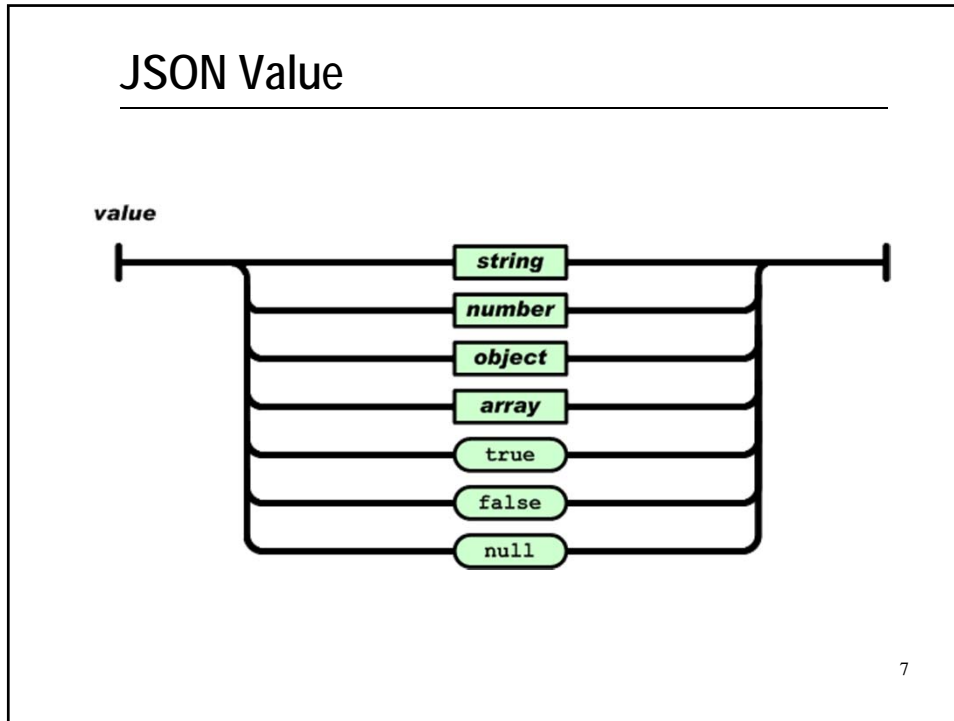 JSON Value
value
string
number
object
array
true
false
null
7